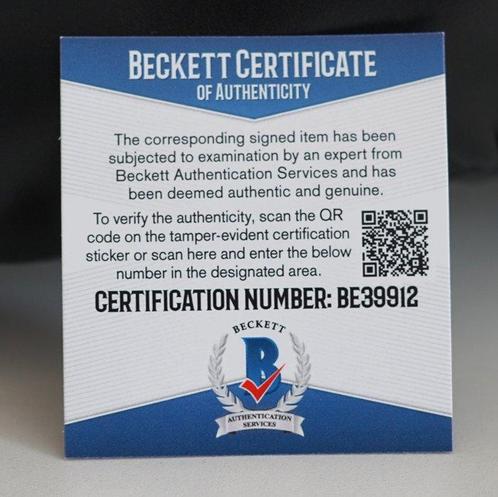 BECKETT CERTIFICATE
OF AUTHENTICITY
The corresponding signed item has been
subjected to examination by an expert from
Beckett Authentication Services and has
been deemed authentic and genuine.
To verify the authenticity, scan the QR
code on the tamper-evident certification
sticker or scan here and enter the below
number in the designated area.
CERTIFICATION NUMBER: BE39912
BECKETT
B
AUTHENTICATION
SERVICES